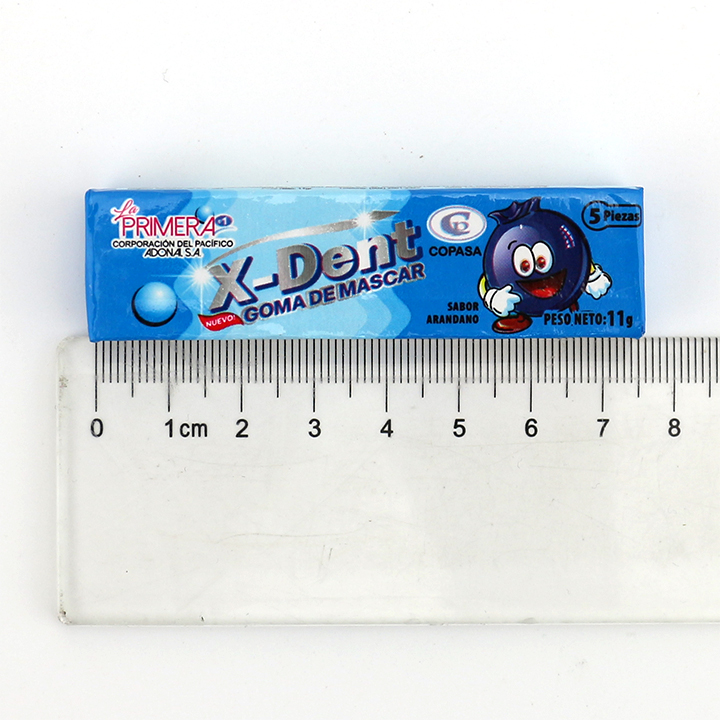 La
PRIMERA
CORPORACIÓN DEL PACÍFICO
ADONAI S.A.
X-Dent
NUEVO!
GOMA DE MASCAR
COPASA
SABOR
ARANDANO
5 Piezas
PESO NETO: 11g
0 1cm 2 3 4 5 6 7 8